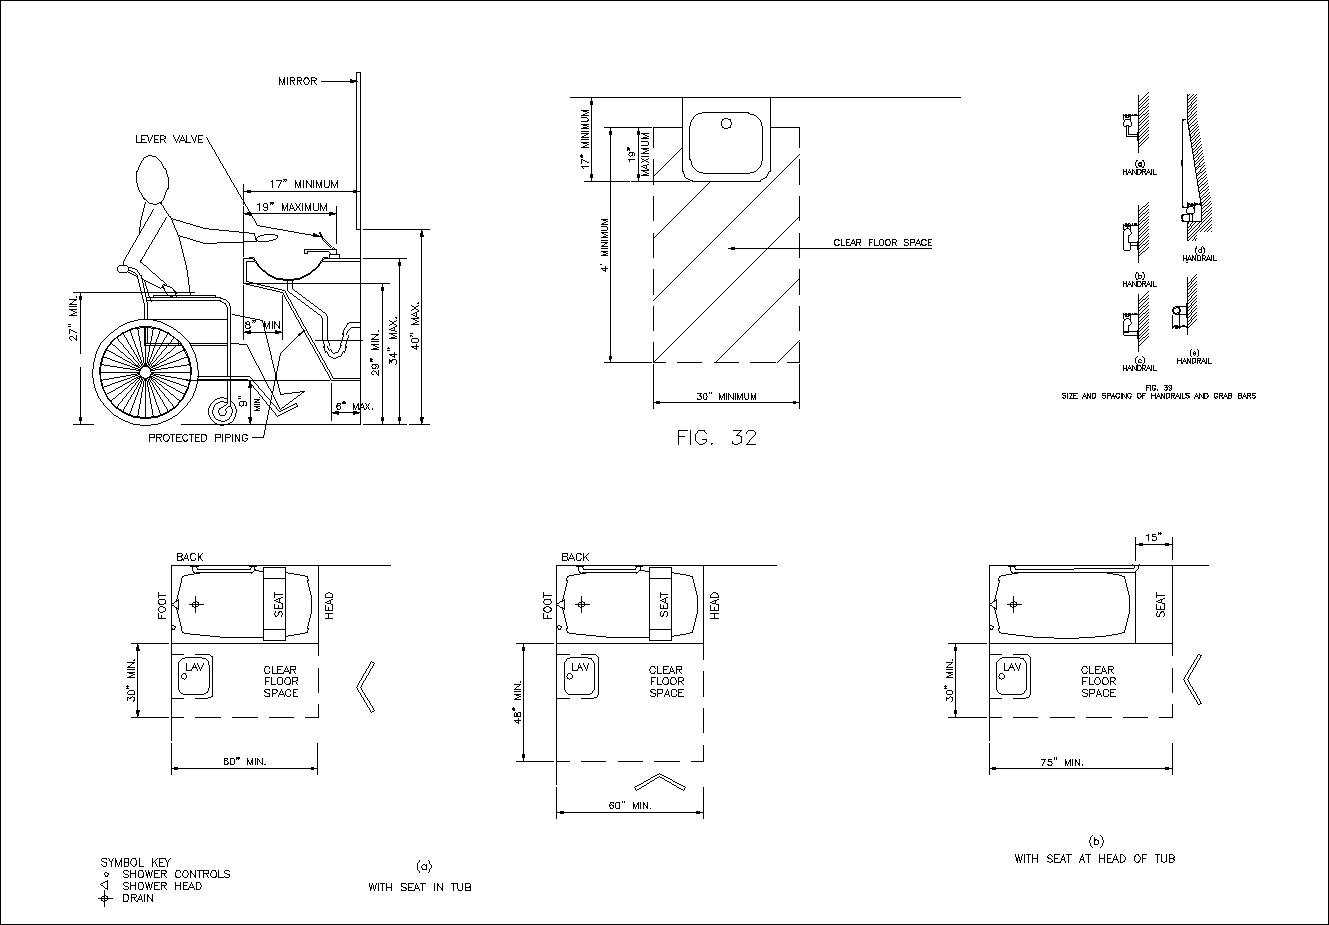 MIRROR
LEVER VALVE
17" MINIMUM
19" MAXIMUM
27" MIN.
8" MIN
29" MIN.
34" MAX.
40" MAX.
9" MIN.
6" MAX.
PROTECTED PIPING
17" MINIMUM
19" MAXIMUM
4' MINIMUM
CLEAR FLOOR SPACE
30" MINIMUM
FIG. 32
(a)
HANDRAIL
(b)
HANDRAIL
(c)
HANDRAIL
(d)
HANDRAIL
(e)
HANDRAIL
FIG. 39
SIZE AND SPACING OF HANDRAILS AND GRAB BARS
BACK
FOOT
SEAT
HEAD
30" MIN.
LAV
CLEAR
FLOOR
SPACE
60" MIN.
BACK
FOOT
SEAT
HEAD
48" MIN.
LAV
CLEAR
FLOOR
SPACE
60" MIN.
15"
SEAT
30" MIN.
LAV
CLEAR
FLOOR
SPACE
75" MIN.
SYMBOL KEY
SHOWER CONTROLS
SHOWER HEAD
DRAIN
(a)
WITH SEAT IN TUB
(b)
WITH SEAT AT HEAD OF TUB